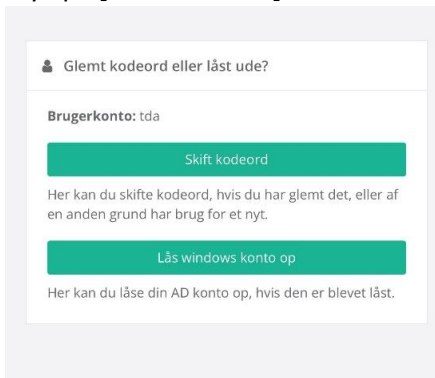 Glemt kodeord eller låst ude?
Brugerkonto: tda
Skift kodeord
Her kan du skifte kodeord, hvis du har glemt det, eller af
en anden grund har brug for et nyt.
Lås windows konto op
Her kan du låse din AD konto op, hvis den er blevet låst.